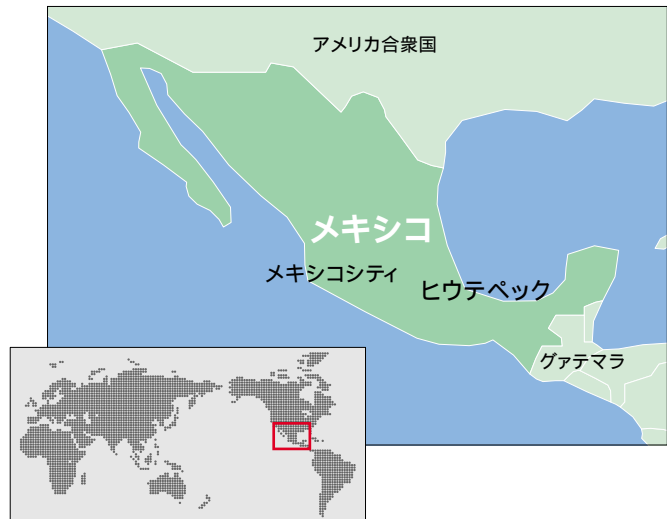 アメリカ合衆国
メキシコ
メキシコシティ
ヒウテペック
グァテマラ